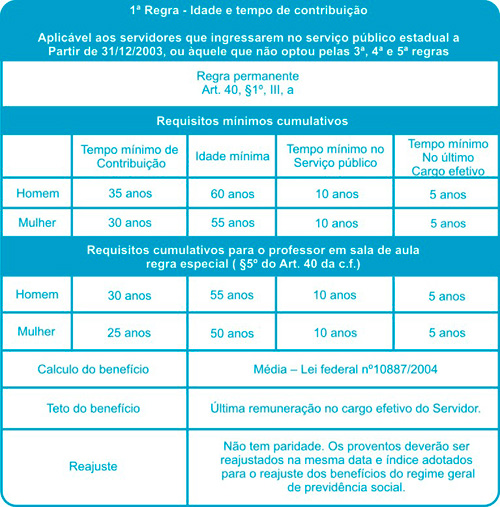 1ª Regra - Idade e tempo de contribuição
Aplicável aos servidores que ingressarem no serviço público estadual a
Partir de 31/12/2003, ou àquele que não optou pelas 3ª, 4ª e 5ª regras
Regra permanente
Art. 40, §1º, III, a
Requisitos mínimos cumulativos
Tempo mínimo de
Contribuição
Idade mínima
Tempo mínimo no
Serviço público
Tempo mínimo
No último
Cargo efetivo
Homem 35 anos 60 anos 10 anos 5 anos
Mulher 30 anos 55 anos 10 anos 5 anos
Requisitos cumulativos para o professor em sala de aula
regra especial ( §5º do Art. 40 da c.f.)
Homem 30 anos 55 anos 10 anos 5 anos
Mulher 25 anos 50 anos 10 anos 5 anos
Calculo do benefício Média – Lei federal nº10887/2004
Teto do benefício Última remuneração no cargo efetivo do Servidor.
Reajuste
Não tem paridade. Os proventos deverão ser
reajustados na mesma data e índice adotados
para o reajuste dos benefícios do regime geral
de previdência social.